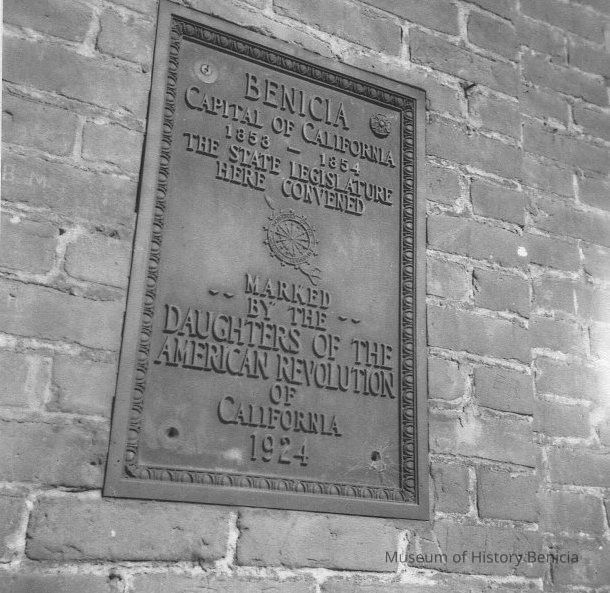 BENICIA
CAPITAL OF CALIFORNIA
1853 — 1854
THE STATE LEGISLATURE
HERE CONVENED
MARKED
BY THE
DAUGHTERS OF THE
AMERICAN REVOLUTION
OF
CALIFORNIA
1924
Museum of History Benicia